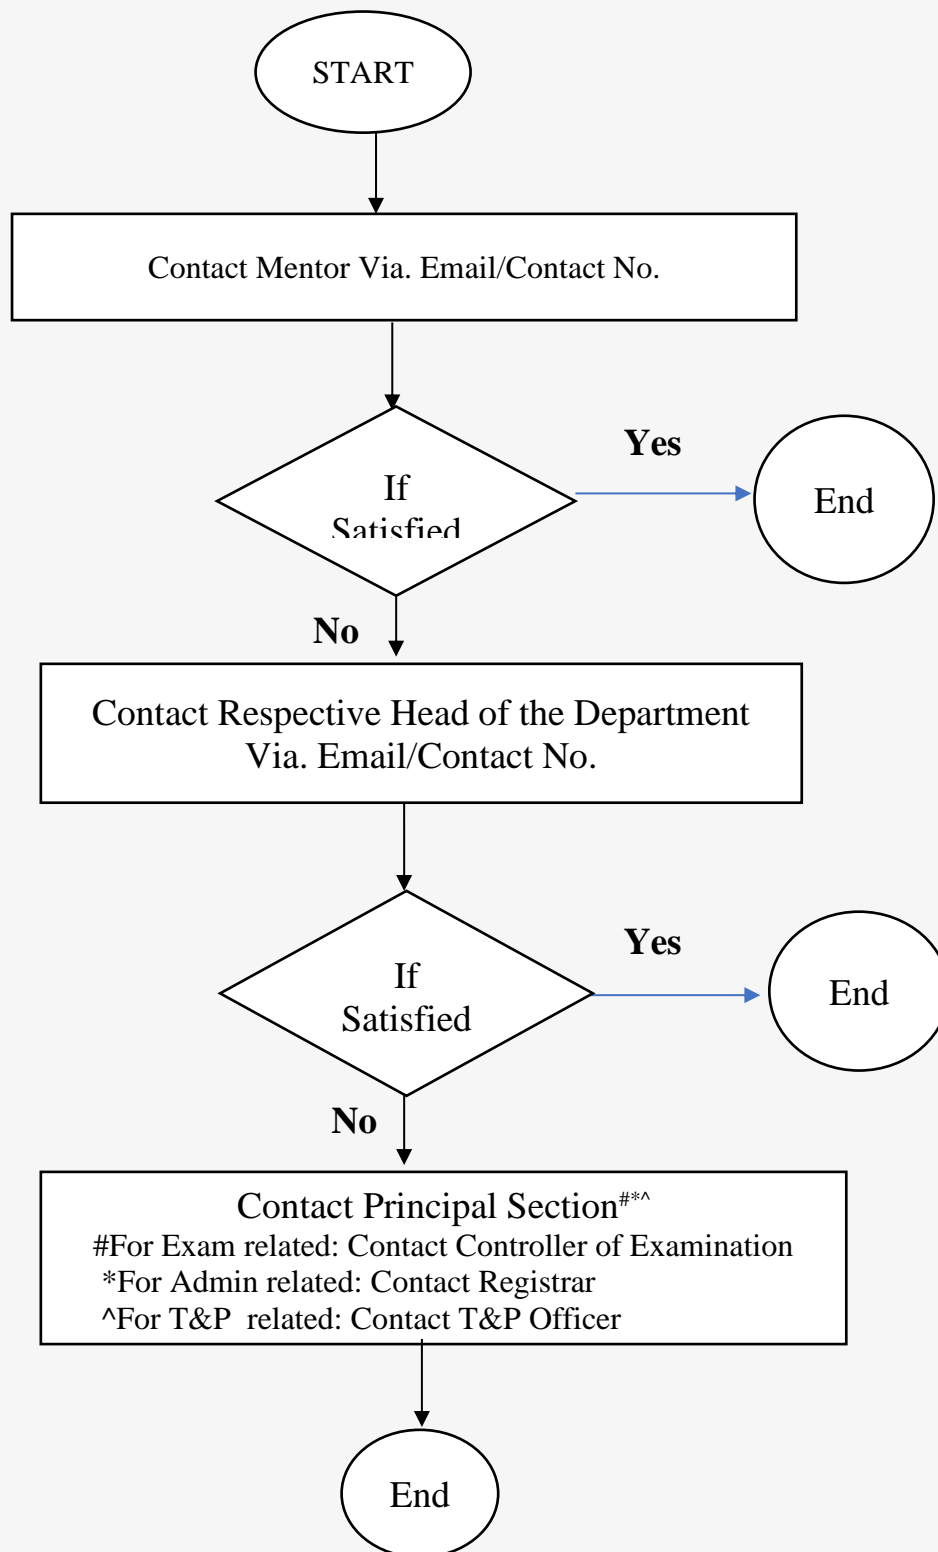 START
Contact Mentor Via. Email/Contact No.
If
Satisfied
Yes
End
No
Contact Respective Head of the Department
Via. Email/Contact No.
If
Satisfied
Yes
End
No
Contact Principal Section#*^
#For Exam related: Contact Controller of Examination
*For Admin related: Contact Registrar
^For T&P related: Contact T&P Officer
End